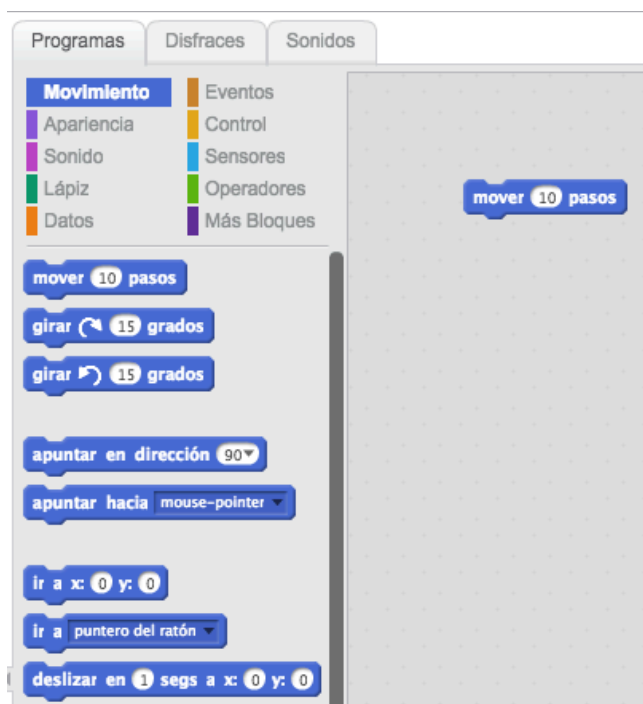 Programas Disfraces Sonidos
Movimiento Eventos
Apariencia Control
Sonido Sensores
Lápiz Operadores
Datos Más Bloques
mover 10 pasos
mover 10 pasos
girar 15 grados
girar 15 grados
apuntar en dirección 90
apuntar hacia mouse-pointer
ir a x: 0 y: 0
ir a puntero del ratón
deslizar en 1 segs a x: 0 y: 0